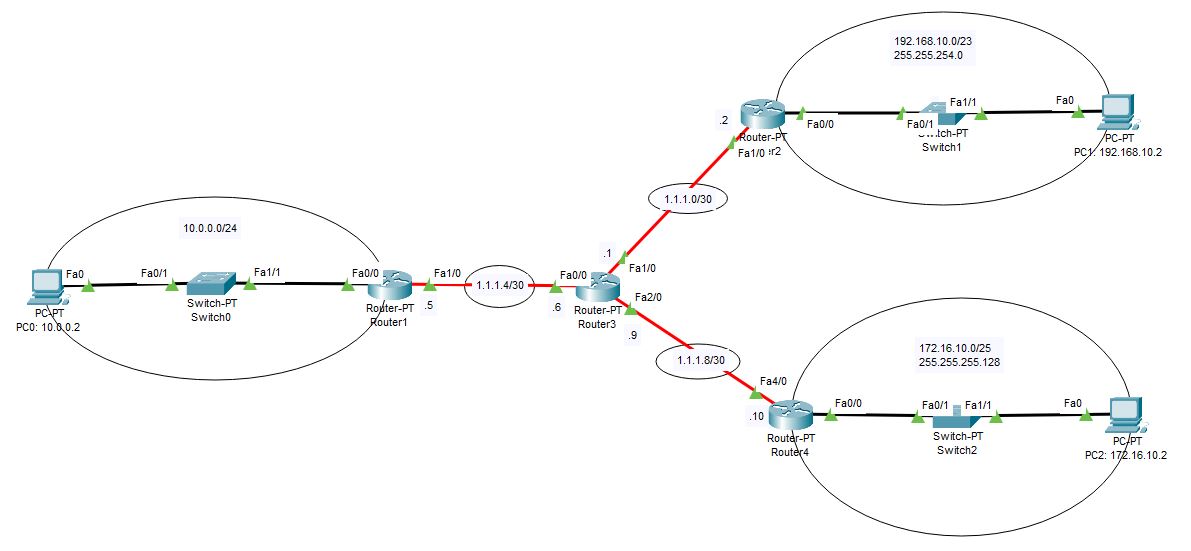 192.168.10.0/23
255.255.254.0
Fa0/0
Fa0/1
Fa1/1
Fa0
.2
Router-PT
Fa1/0
r2
Switch-PT
Switch1
PC-PT
PC1: 192.168.10.2
1.1.1.0/30
10.0.0.0/24
Fa0
Fa0/1
Fa1/1
Fa0/0
Fa1/0
PC-PT
PC0: 10.0.0.2
Switch-PT
Switch0
Router-PT
Router1
.5
1.1.1.4/30
.6
Fa0/0
.1
Fa1/0
Fa2/0
Router-PT
Router3
.9
1.1.1.8/30
172.16.10.0/25
255.255.255.128
Fa4/0
.10
Fa0/0
Fa0/1
Fa1/1
Fa0
Router-PT
Router4
Switch-PT
Switch2
PC-PT
PC2: 172.16.10.2